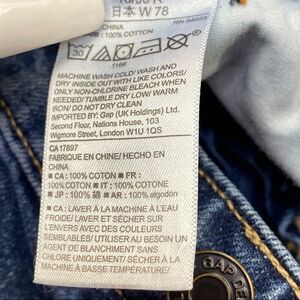 日本 W 78
CHINA
: 100% COTTON
30
7166
MACHINE WASH COLD/ WASH AND
DRY INSIDE OUT WITH LIKE COLORS/
ONLY NON-CHLORINE BLEACH WHEN
NEEDED/TUMBLE DRY LOW/ WARM
IRON/ DO NOT DRY CLEAN
IMPORTED BY: Gap (UK Holdings) LTD.
Second Floor, Nations House, 103
Wigmore Street, London W1U 1QS
CA 17897
FABRIQUE EN CHINE/ HECHO EN
CHINA
■ CA : 100% COTON ■ FR :
100% COTON ■ IT : 100% COTONE
■ JP : 100% 綿 ■ AR : 100% algodón
■ CA : LAVER À LA MACHINE À L'EAU
FROIDE/ LAVER ET SÉCHER SUR
L'ENVERS AVEC DES COULEURS
SEMBLABLES/ UTILISER AU BESOIN UN
AGENT DE BLANCHIMENT SANS
CHLORE/ SÉCHER À LA MACHINE
À BASSE TEMPÉRATURE/
GAP DE